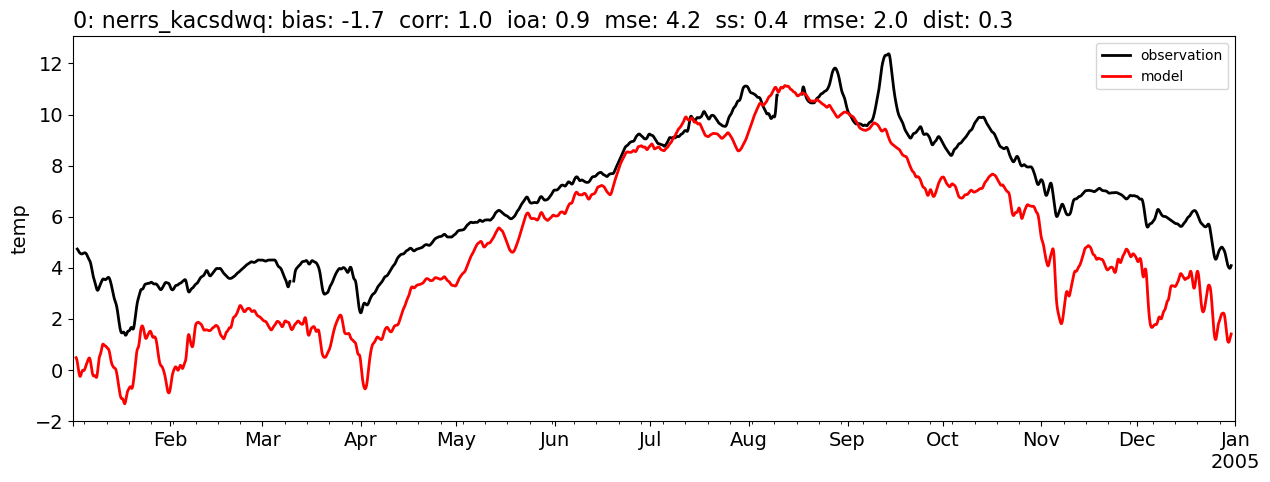 0: nerrs_kacsdwq: bias: -1.7  corr: 1.0  ioa: 0.9  mse: 4.2  ss: 0.4  rmse: 2.0  dist: 0.3
observation
model
12
10
8
6
4
2
0
−2
temp
Feb Mar Apr May Jun Jul Aug Sep Oct Nov Dec Jan
2005